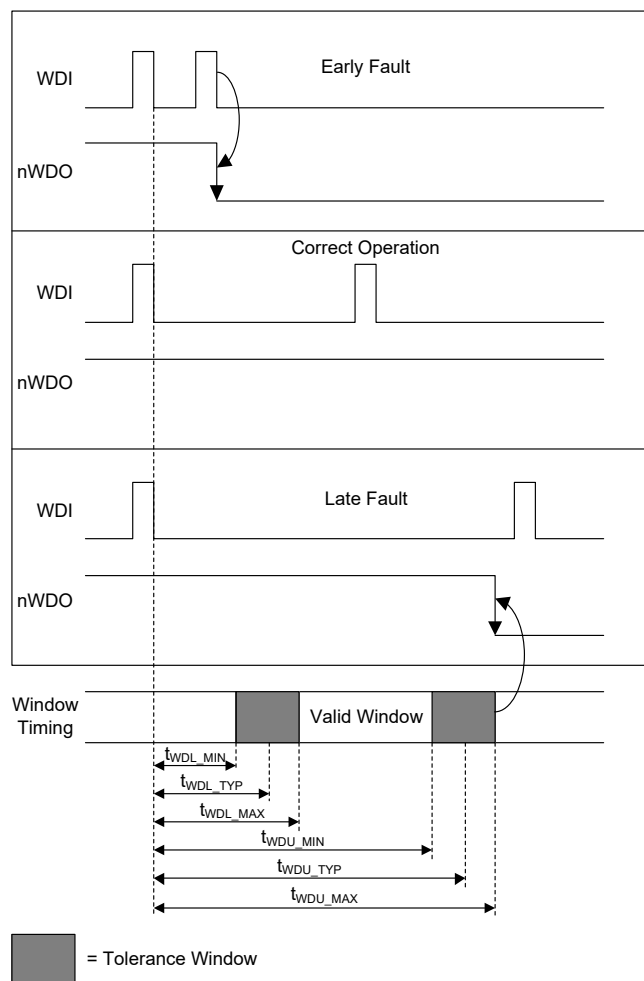 Early Fault
WDI
nWDO
Correct Operation
WDI
nWDO
Late Fault
WDI
nWDO
Window
Timing
Valid Window
tWDL_MIN
tWDL_TYP
tWDL_MAX
tWDU_MIN
tWDU_TYP
tWDU_MAX
= Tolerance Window